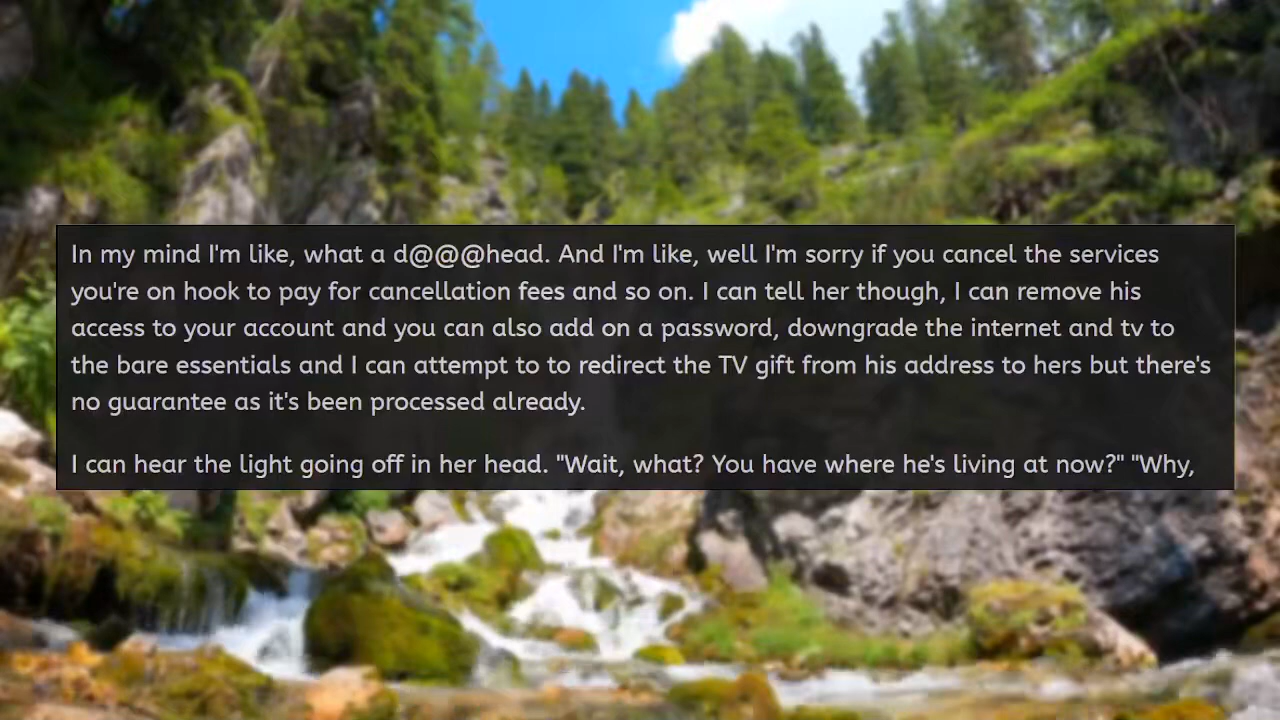 In my mind I'm like, what a d@@@head. And I'm like, well I'm sorry if you cancel the services
you're on hook to pay for cancellation fees and so on. I can tell her though, I can remove his
access to your account and you can also add on a password, downgrade the internet and tv to
the bare essentials and I can attempt to to redirect the TV gift from his address to hers but there's
no guarantee as it's been processed already.
I can hear the light going off in her head. "Wait, what? You have where he's living at now?" "Why,